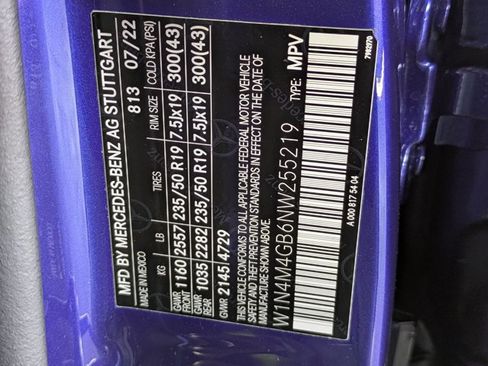 MFD BY MERCEDES-BENZ AG STUTTGART
MADE IN MEXICO 813 07/22
KG LB TIRES RIM SIZE COLD KPA (PSI)
GAWR FRONT 1160 2557 235/50 R19 7.5Jx19 300(43)
GAWR REAR 1035 2282 235/50 R19 7.5Jx19 300(43)
GVWR 2145 4729
THIS VEHICLE CONFORMS TO ALL APPLICABLE FEDERAL MOTOR VEHICLE
SAFETY AND THEFT PREVENTION STANDARDS IN EFFECT ON THE DATE OF
MANUFACTURE SHOWN ABOVE.
W1N4M4GB6NW255219 TYPE: MPV
A 000 817 54 04
7982970